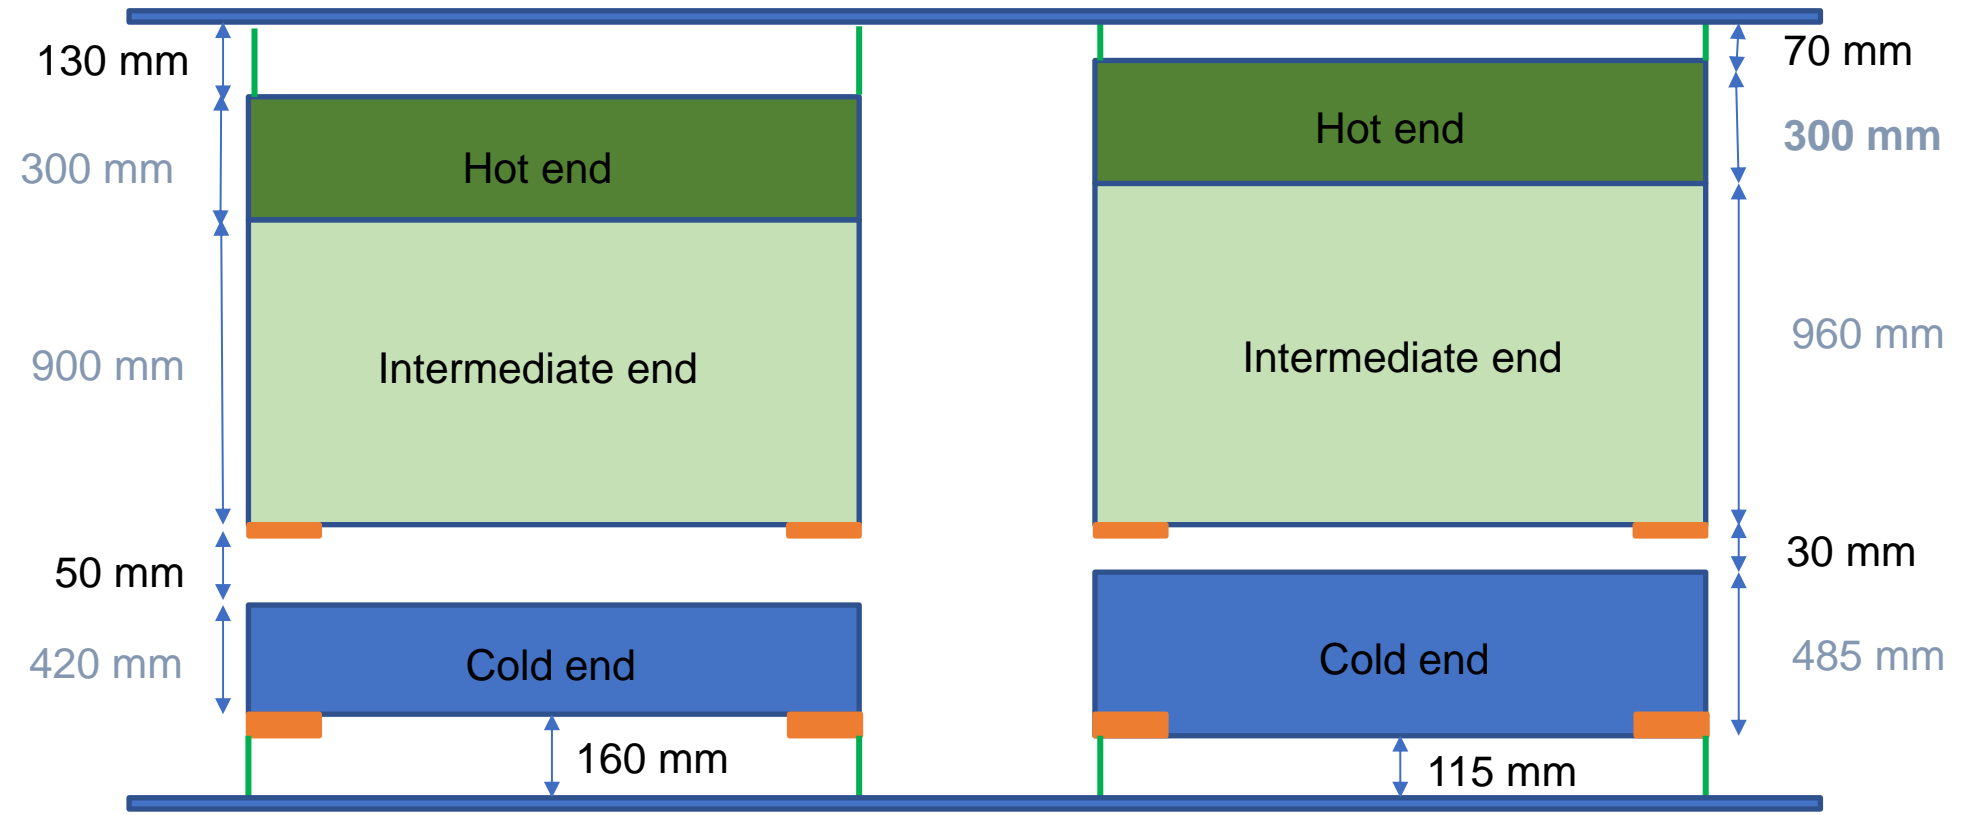 130 mm
300 mm
900 mm
50 mm
420 mm
Hot end
Intermediate end
Cold end
160 mm
Hot end
Intermediate end
Cold end
115 mm
70 mm
300 mm
960 mm
30 mm
485 mm